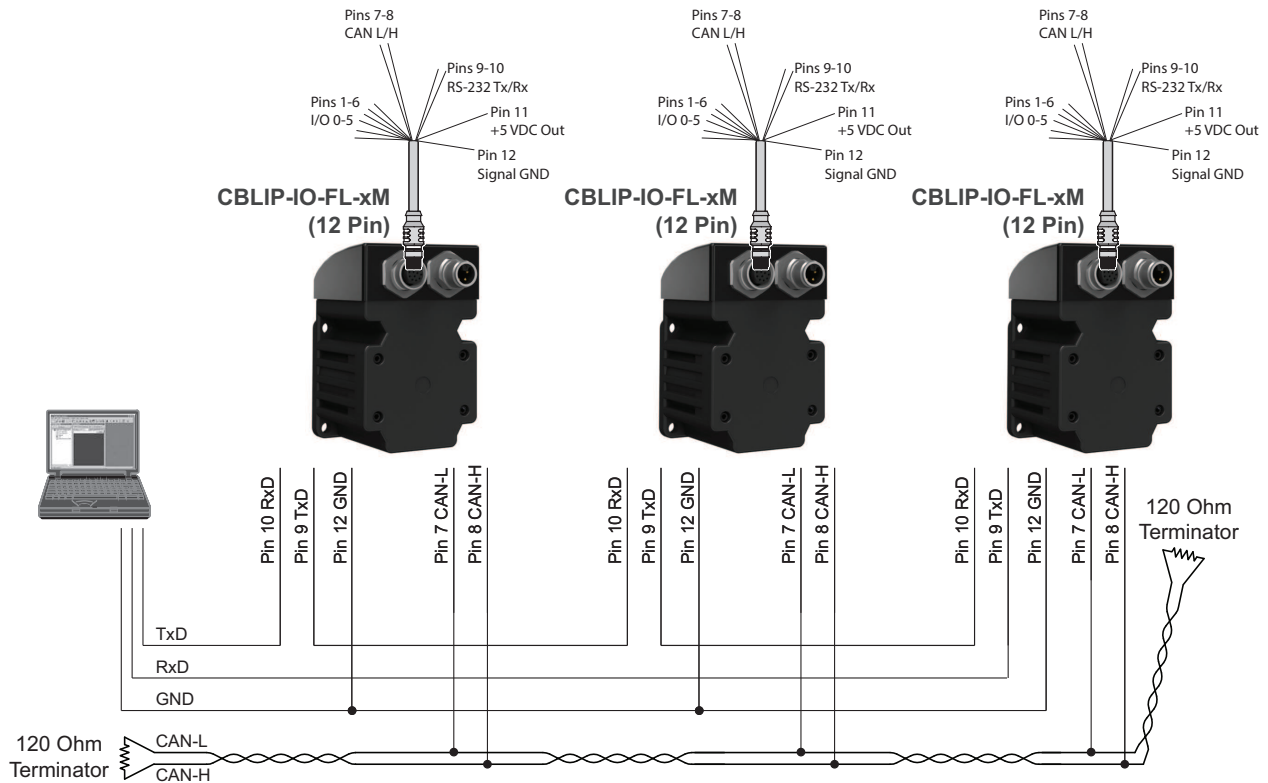 Pins 7-8
CAN L/H
Pins 9-10
RS-232 Tx/Rx
Pins 1-6
I/O 0-5
Pin 11
+5 VDC Out
Pin 12
Signal GND
CBLIP-IO-FL-xM
(12 Pin)
Pins 7-8
CAN L/H
Pins 9-10
RS-232 Tx/Rx
Pins 1-6
I/O 0-5
Pin 11
+5 VDC Out
Pin 12
Signal GND
CBLIP-IO-FL-xM
(12 Pin)
Pins 7-8
CAN L/H
Pins 9-10
RS-232 Tx/Rx
Pins 1-6
I/O 0-5
Pin 11
+5 VDC Out
Pin 12
Signal GND
CBLIP-IO-FL-xM
(12 Pin)
Pin 10 RxD
Pin 9 TxD
Pin 12 GND
Pin 7 CAN-L
Pin 8 CAN-H
Pin 10 RxD
Pin 9 TxD
Pin 12 GND
Pin 7 CAN-L
Pin 8 CAN-H
Pin 10 RxD
Pin 9 TxD
Pin 12 GND
Pin 7 CAN-L
Pin 8 CAN-H
120 Ohm
Terminator
TxD
RxD
GND
120 Ohm
Terminator
CAN-L
CAN-H